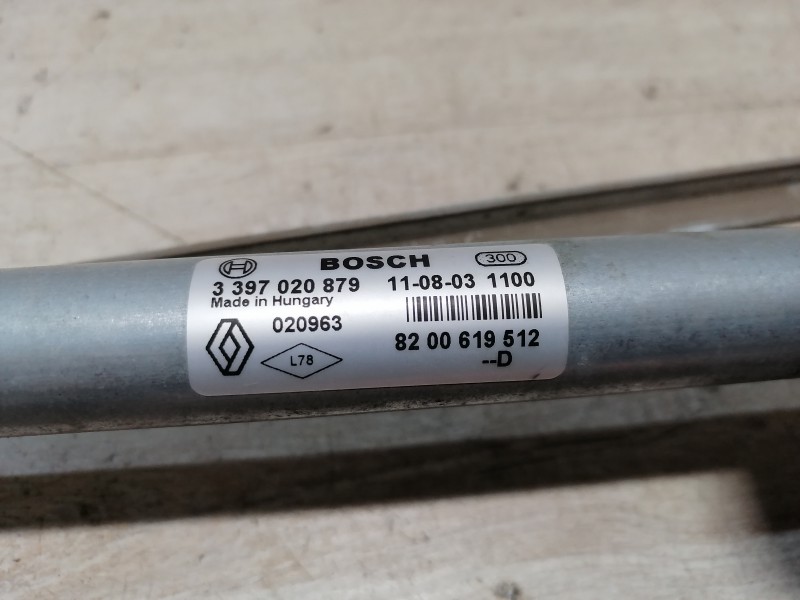 BOSCH 300
3 397 020 879 11-08-03 1100
Made in Hungary
020963
L78
82 00 619 512
--D